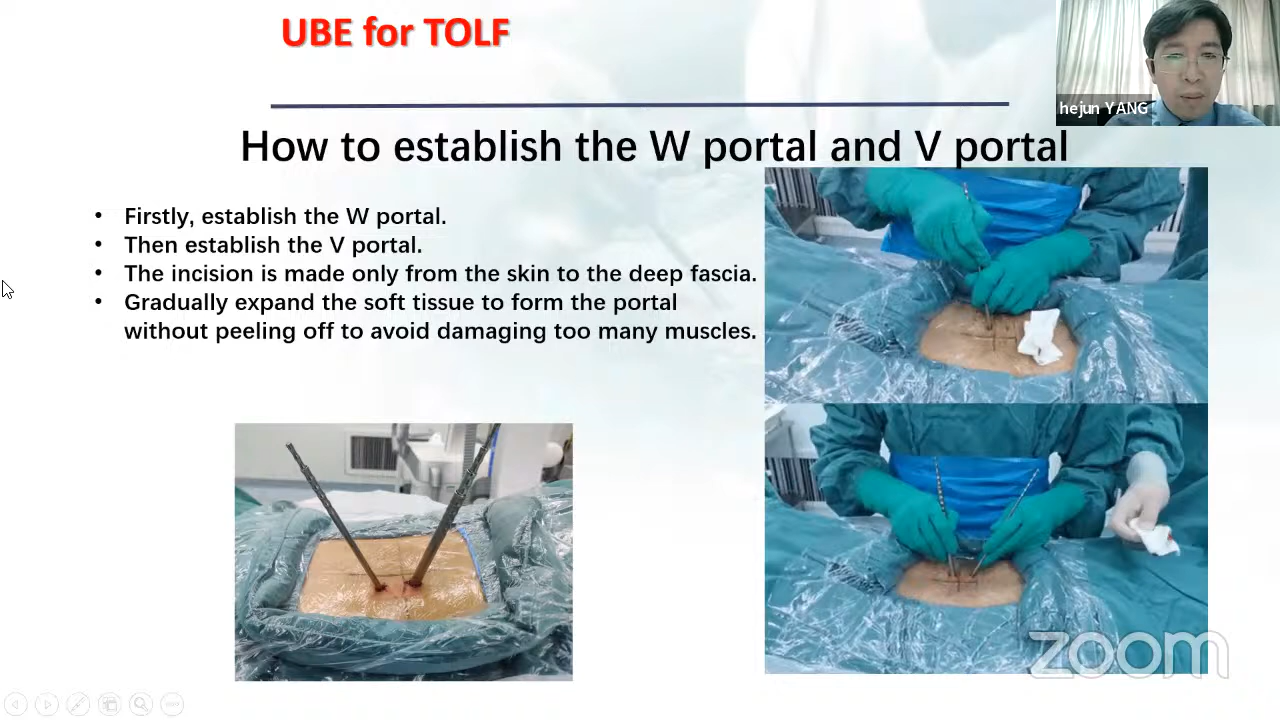 UBE for TOLF
hejun YANG
How to establish the W portal and V portal
• Firstly, establish the W portal.
• Then establish the V portal.
• The incision is made only from the skin to the deep fascia.
• Gradually expand the soft tissue to form the portal
without peeling off to avoid damaging too many muscles.
zoom